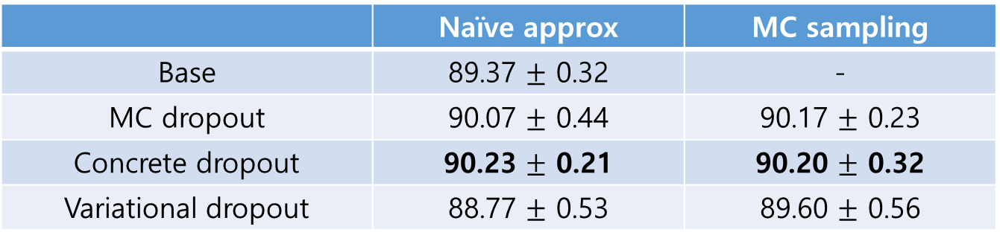 Naïve approx MC sampling
Base 89.37 ± 0.32 -
MC dropout 90.07 ± 0.44 90.17 ± 0.23
Concrete dropout 90.23 ± 0.21 90.20 ± 0.32
Variational dropout 88.77 ± 0.53 89.60 ± 0.56